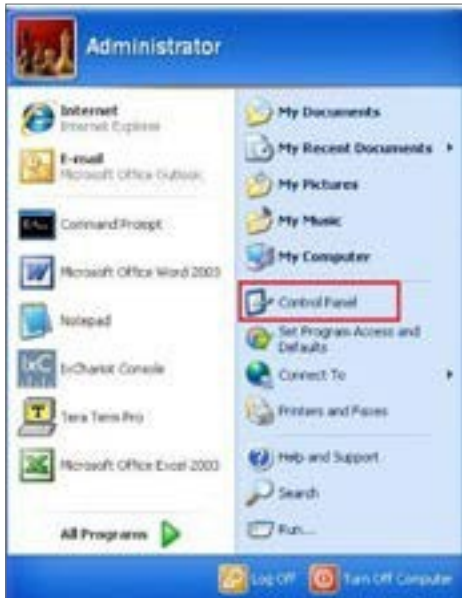 Administrator
Internet
Internet Explorer
E-mail
Microsoft Office Outlook
Command Prompt
Microsoft Office Word 2003
Notepad
IxChariot Console
Tera Term Pro
Microsoft Office Excel 2003
All Programs
My Documents
My Recent Documents
My Pictures
My Music
My Computer
Control Panel
Set Program Access and
Defaults
Connect To
Printers and Faxes
Help and Support
Search
Run...
Log Off
Turn Off Computer